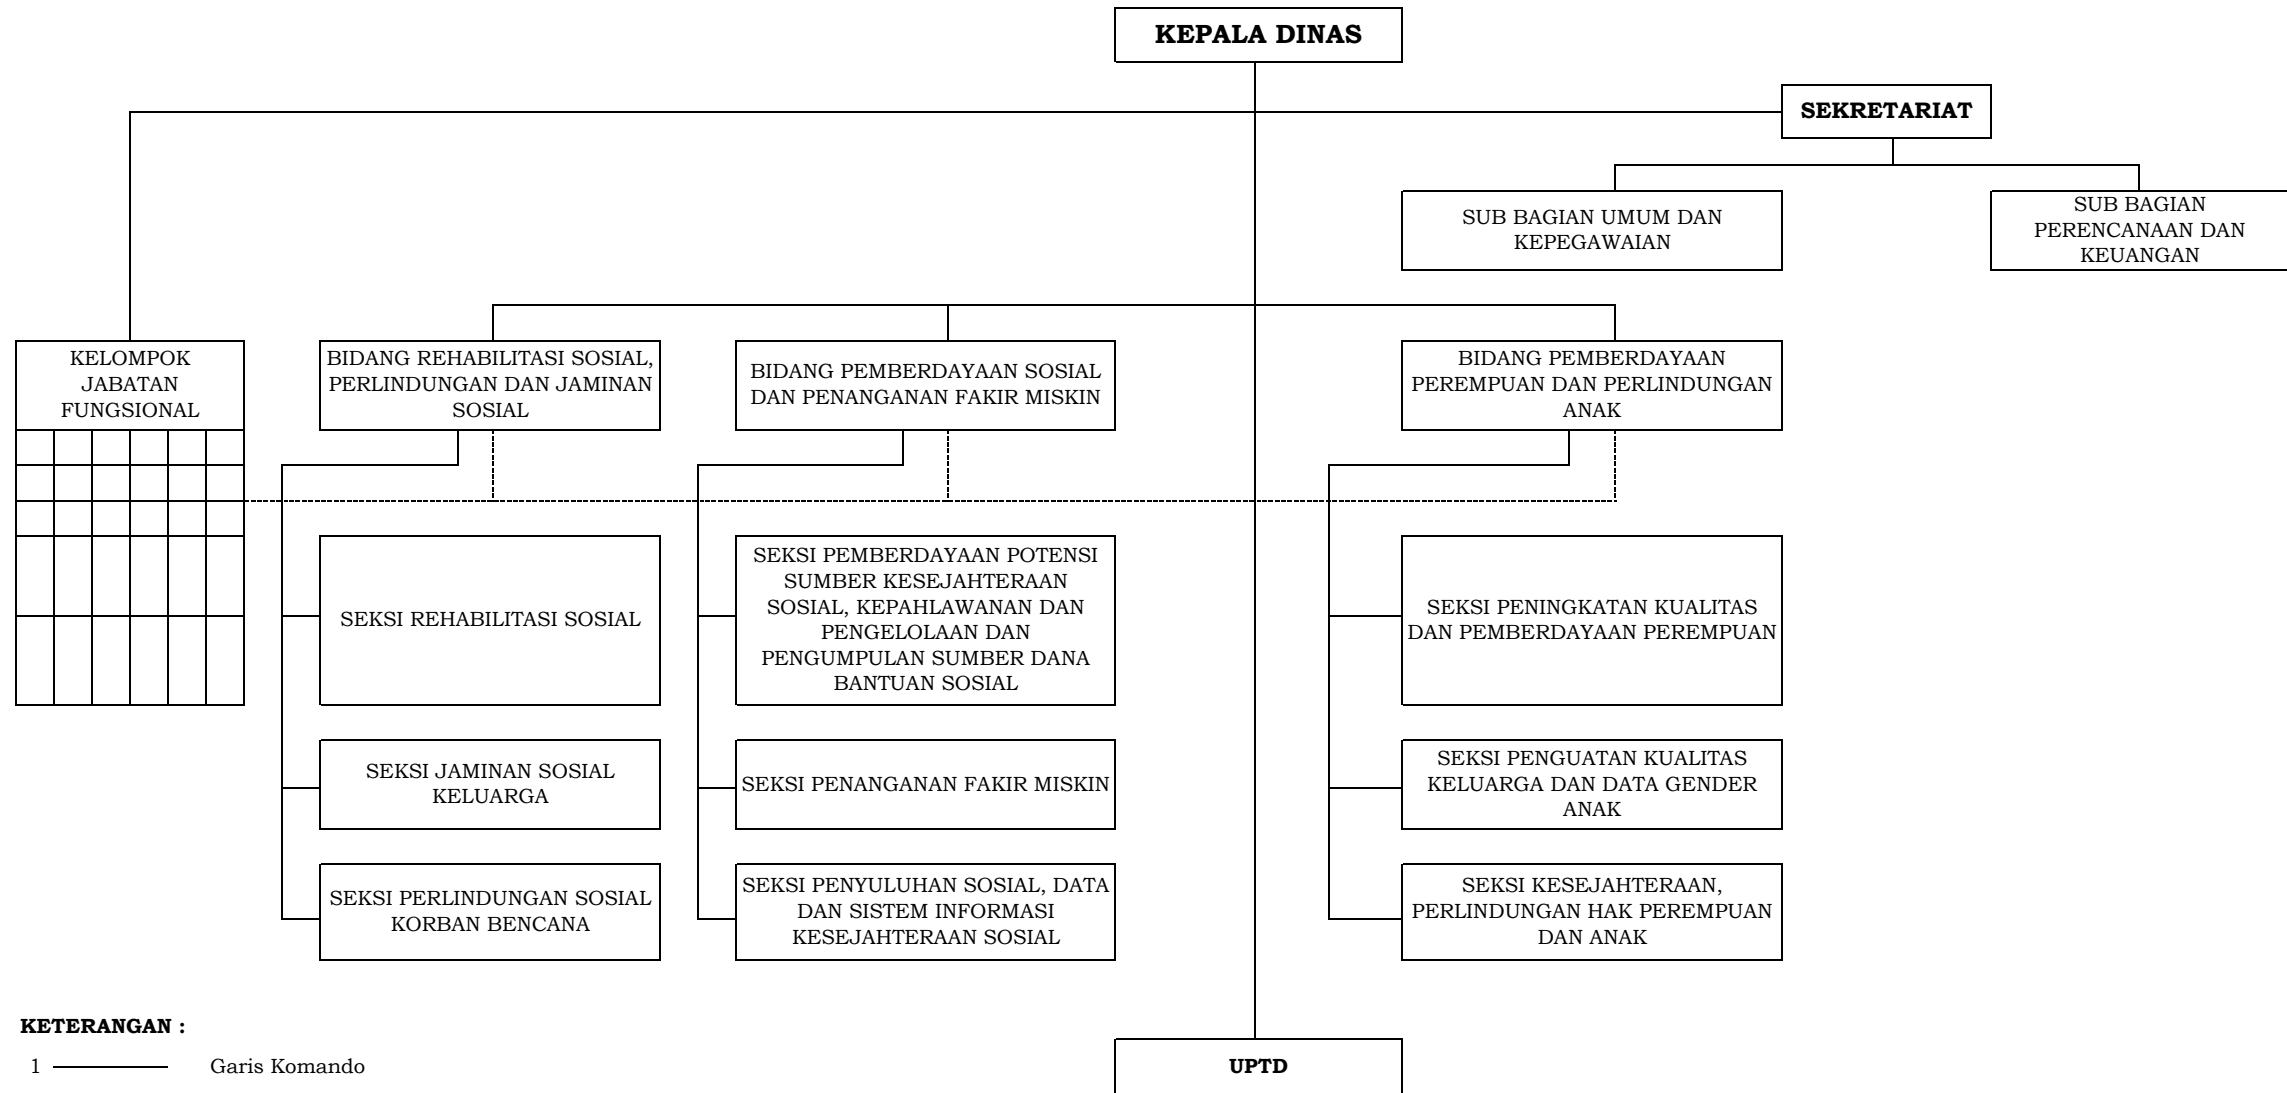 KEPALA DINAS
SEKRETARIAT
SUB BAGIAN UMUM DAN
KEPEGAWAIAN
SUB BAGIAN
PERENCANAAN DAN
KEUANGAN
KELOMPOK
JABATAN
FUNGSIONAL
BIDANG REHABILITASI SOSIAL,
PERLINDUNGAN DAN JAMINAN
SOSIAL
BIDANG PEMBERDAYAAN SOSIAL
DAN PENANGANAN FAKIR MISKIN
BIDANG PEMBERDAYAAN
PEREMPUAN DAN PERLINDUNGAN
ANAK
SEKSI REHABILITASI SOSIAL
SEKSI PEMBERDAYAAN POTENSI
SUMBER KESEJAHTERAAN
SOSIAL, KEPAHLAWANAN DAN
PENGELOLAAN DAN
PENGUMPULAN SUMBER DANA
BANTUAN SOSIAL
SEKSI PENINGKATAN KUALITAS
DAN PEMBERDAYAAN PEREMPUAN
SEKSI JAMINAN SOSIAL
KELUARGA
SEKSI PENANGANAN FAKIR MISKIN
SEKSI PENGUATAN KUALITAS
KELUARGA DAN DATA GENDER
ANAK
SEKSI PERLINDUNGAN SOSIAL
KORBAN BENCANA
SEKSI PENYULUHAN SOSIAL, DATA
DAN SISTEM INFORMASI
KESEJAHTERAAN SOSIAL
SEKSI KESEJAHTERAAN,
PERLINDUNGAN HAK PEREMPUAN
DAN ANAK
KETERANGAN :
1 Garis Komando
UPTD